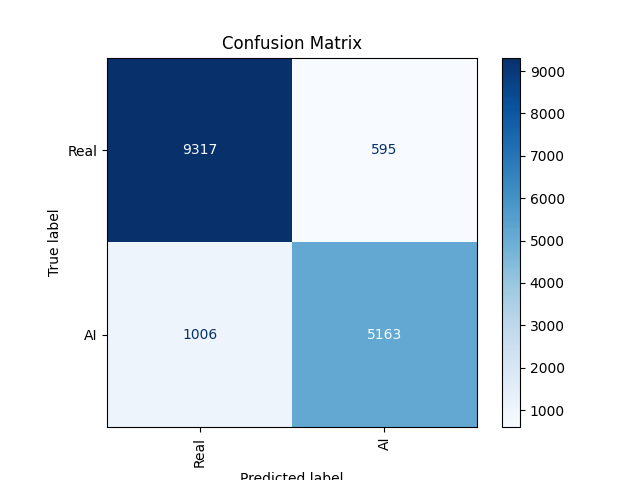 Confusion Matrix
9000
8000
7000
6000
5000
4000
3000
2000
1000
True label
Real
9317
595
AI
1006
5163
Real
AI
Predicted label